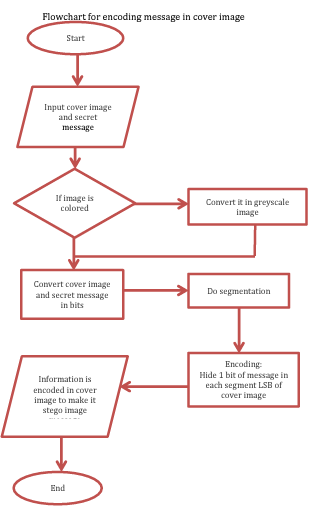 Flowchart for encoding message in cover image
Start
Input cover image
and secret
message
If image is
colored
Convert it in greyscale
image
Convert cover image
and secret message
in bits
Do segmentation
Encoding:
Hide 1 bit of message in
each segment LSB of
cover image
Information is
encoded in cover
image to make it
stego image
End